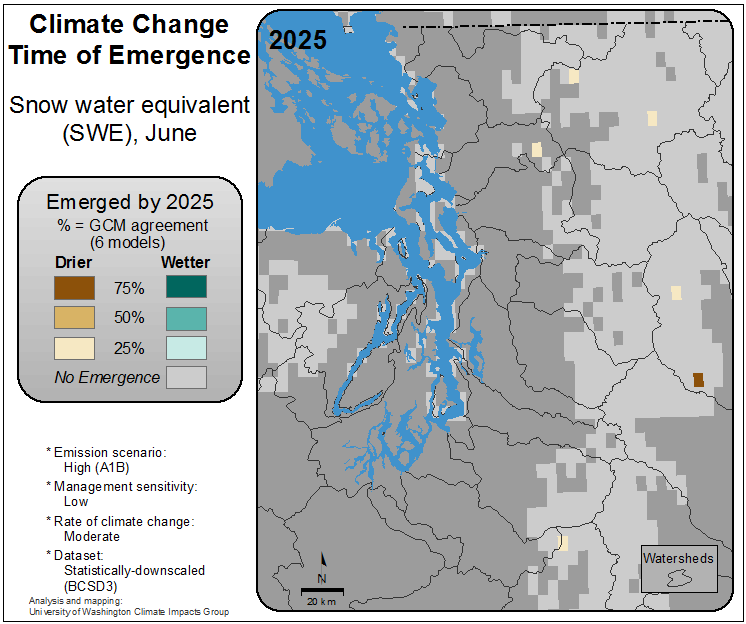 Climate Change
Time of Emergence
Snow water equivalent
(SWE), June
Emerged by 2025
% = GCM agreement
(6 models)
Drier Wetter
75%
50%
25%
No Emergence
* Emission scenario:
High (A1B)
* Management sensitivity:
Low
* Rate of climate change:
Moderate
* Dataset:
Statistically-downscaled
(BCSD3)
Analysis and mapping:
University of Washington Climate Impacts Group
2025
N
20 km
Watersheds